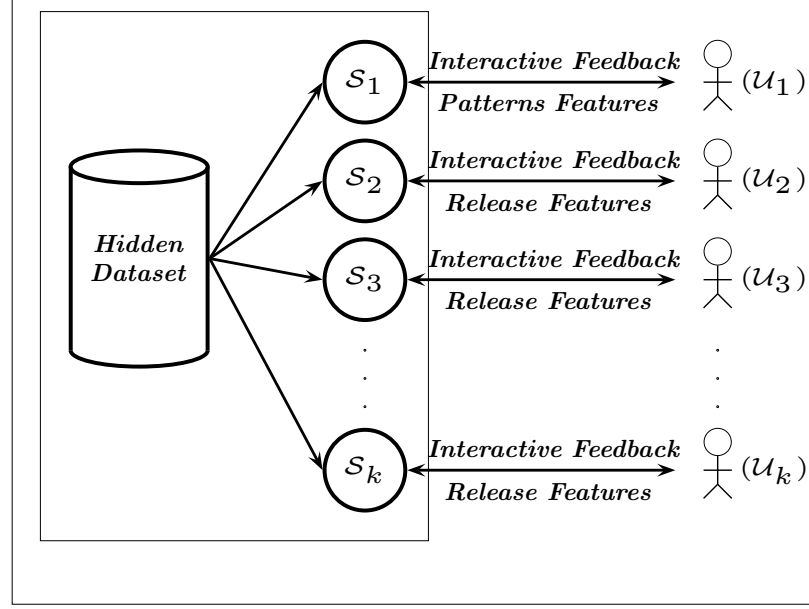 S₁
Interactive Feedback
Patterns Features
(U₁)
S₂
Interactive Feedback
Release Features
(U₂)
Hidden
Dataset
S₃
Interactive Feedback
Release Features
(U₃)
.
.
.
.
.
.
Sₖ
Interactive Feedback
Release Features
(Uₖ)